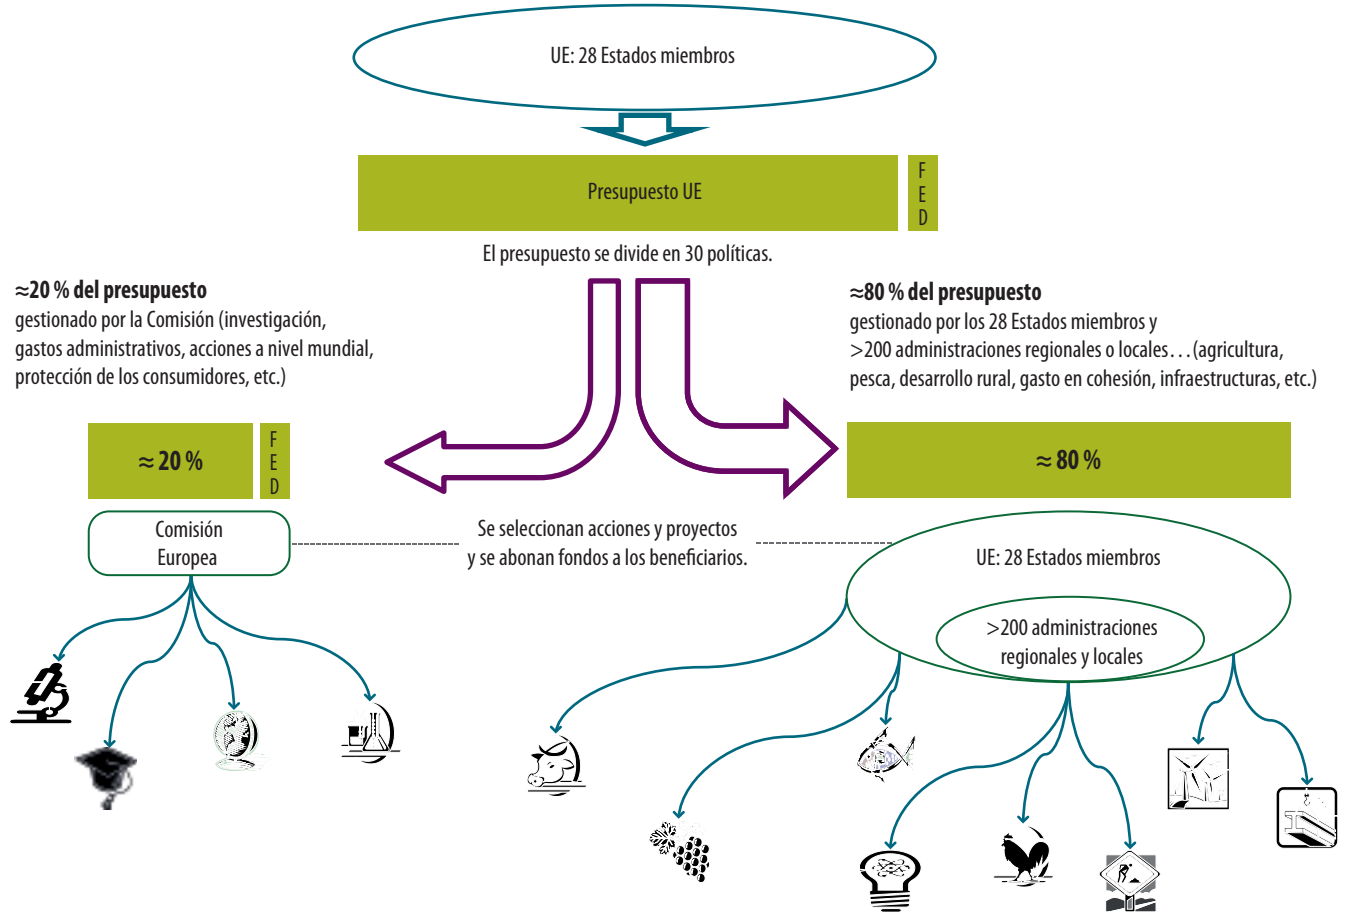 UE: 28 Estados miembros
Presupuesto UE
F
E
D
El presupuesto se divide en 30 políticas.
≈20 % del presupuesto
gestionado por la Comisión (investigación,
gastos administrativos, acciones a nivel mundial,
protección de los consumidores, etc.)
≈80 % del presupuesto
gestionado por los 28 Estados miembros y
>200 administraciones regionales o locales…(agricultura,
pesca, desarrollo rural, gasto en cohesión, infraestructuras, etc.)
≈ 20 %
F
E
D
≈ 80 %
Comisión
Europea
Se seleccionan acciones y proyectos
y se abonan fondos a los beneficiarios.
UE: 28 Estados miembros
>200 administraciones
regionales y locales